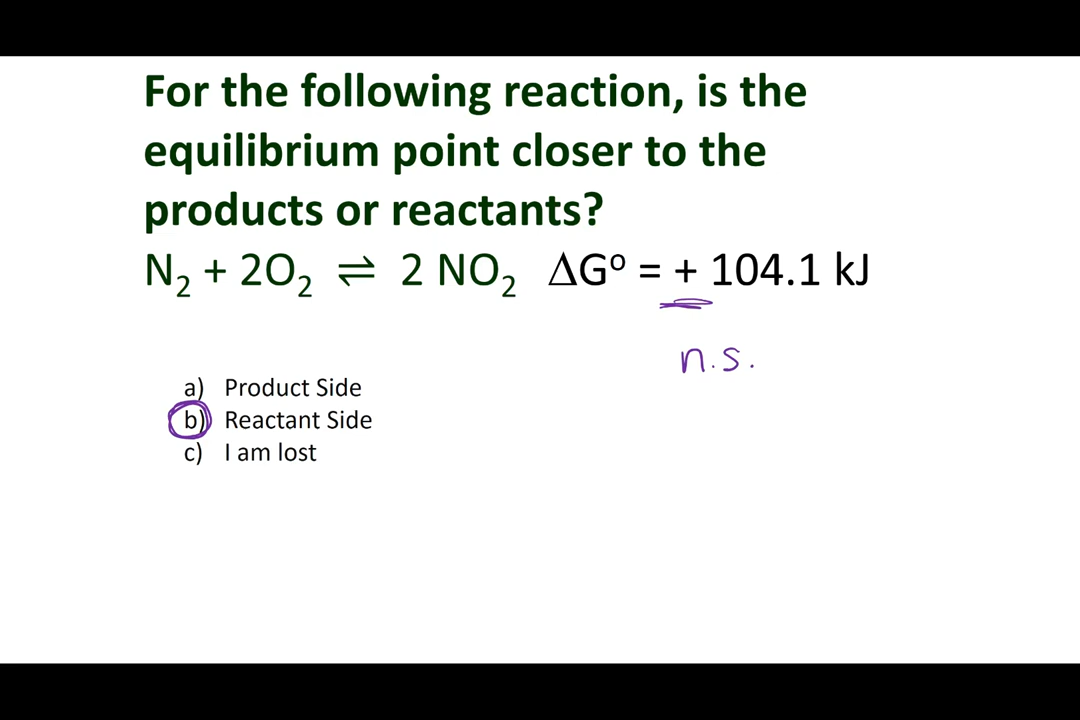 For the following reaction, is the
equilibrium point closer to the
products or reactants?
N₂ + 2O₂ ⇌ 2 NO₂ ΔGº = + 104.1 kJ
n.s.
a) Product Side
b) Reactant Side
c) I am lost